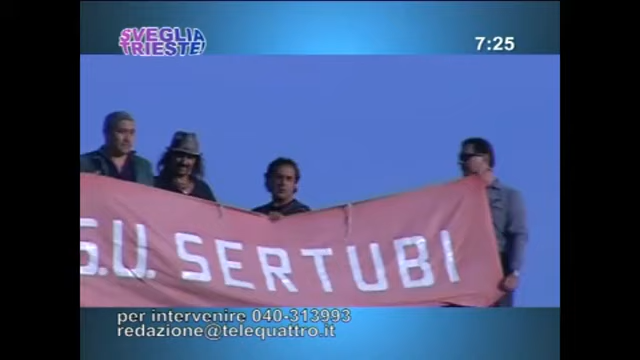 SVEGLIA
TRIESTE!
7:25
S.U. SERTUBI
per intervenire 040-313993
redazione@telequattro.it